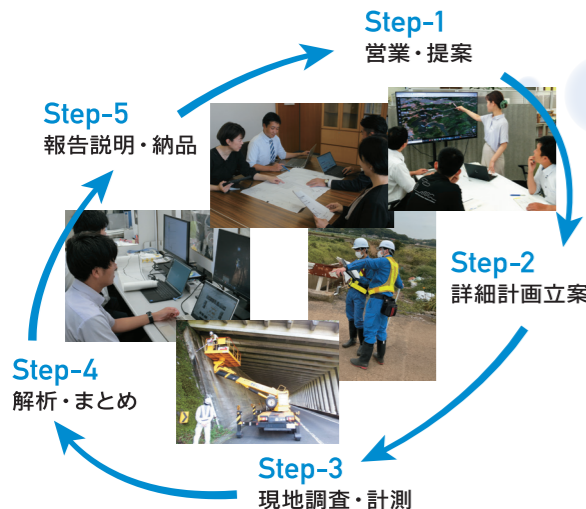 Step-1
営業・提案
Step-2
詳細計画立案
Step-3
現地調査・計測
Step-4
解析・まとめ
Step-5
報告説明・納品